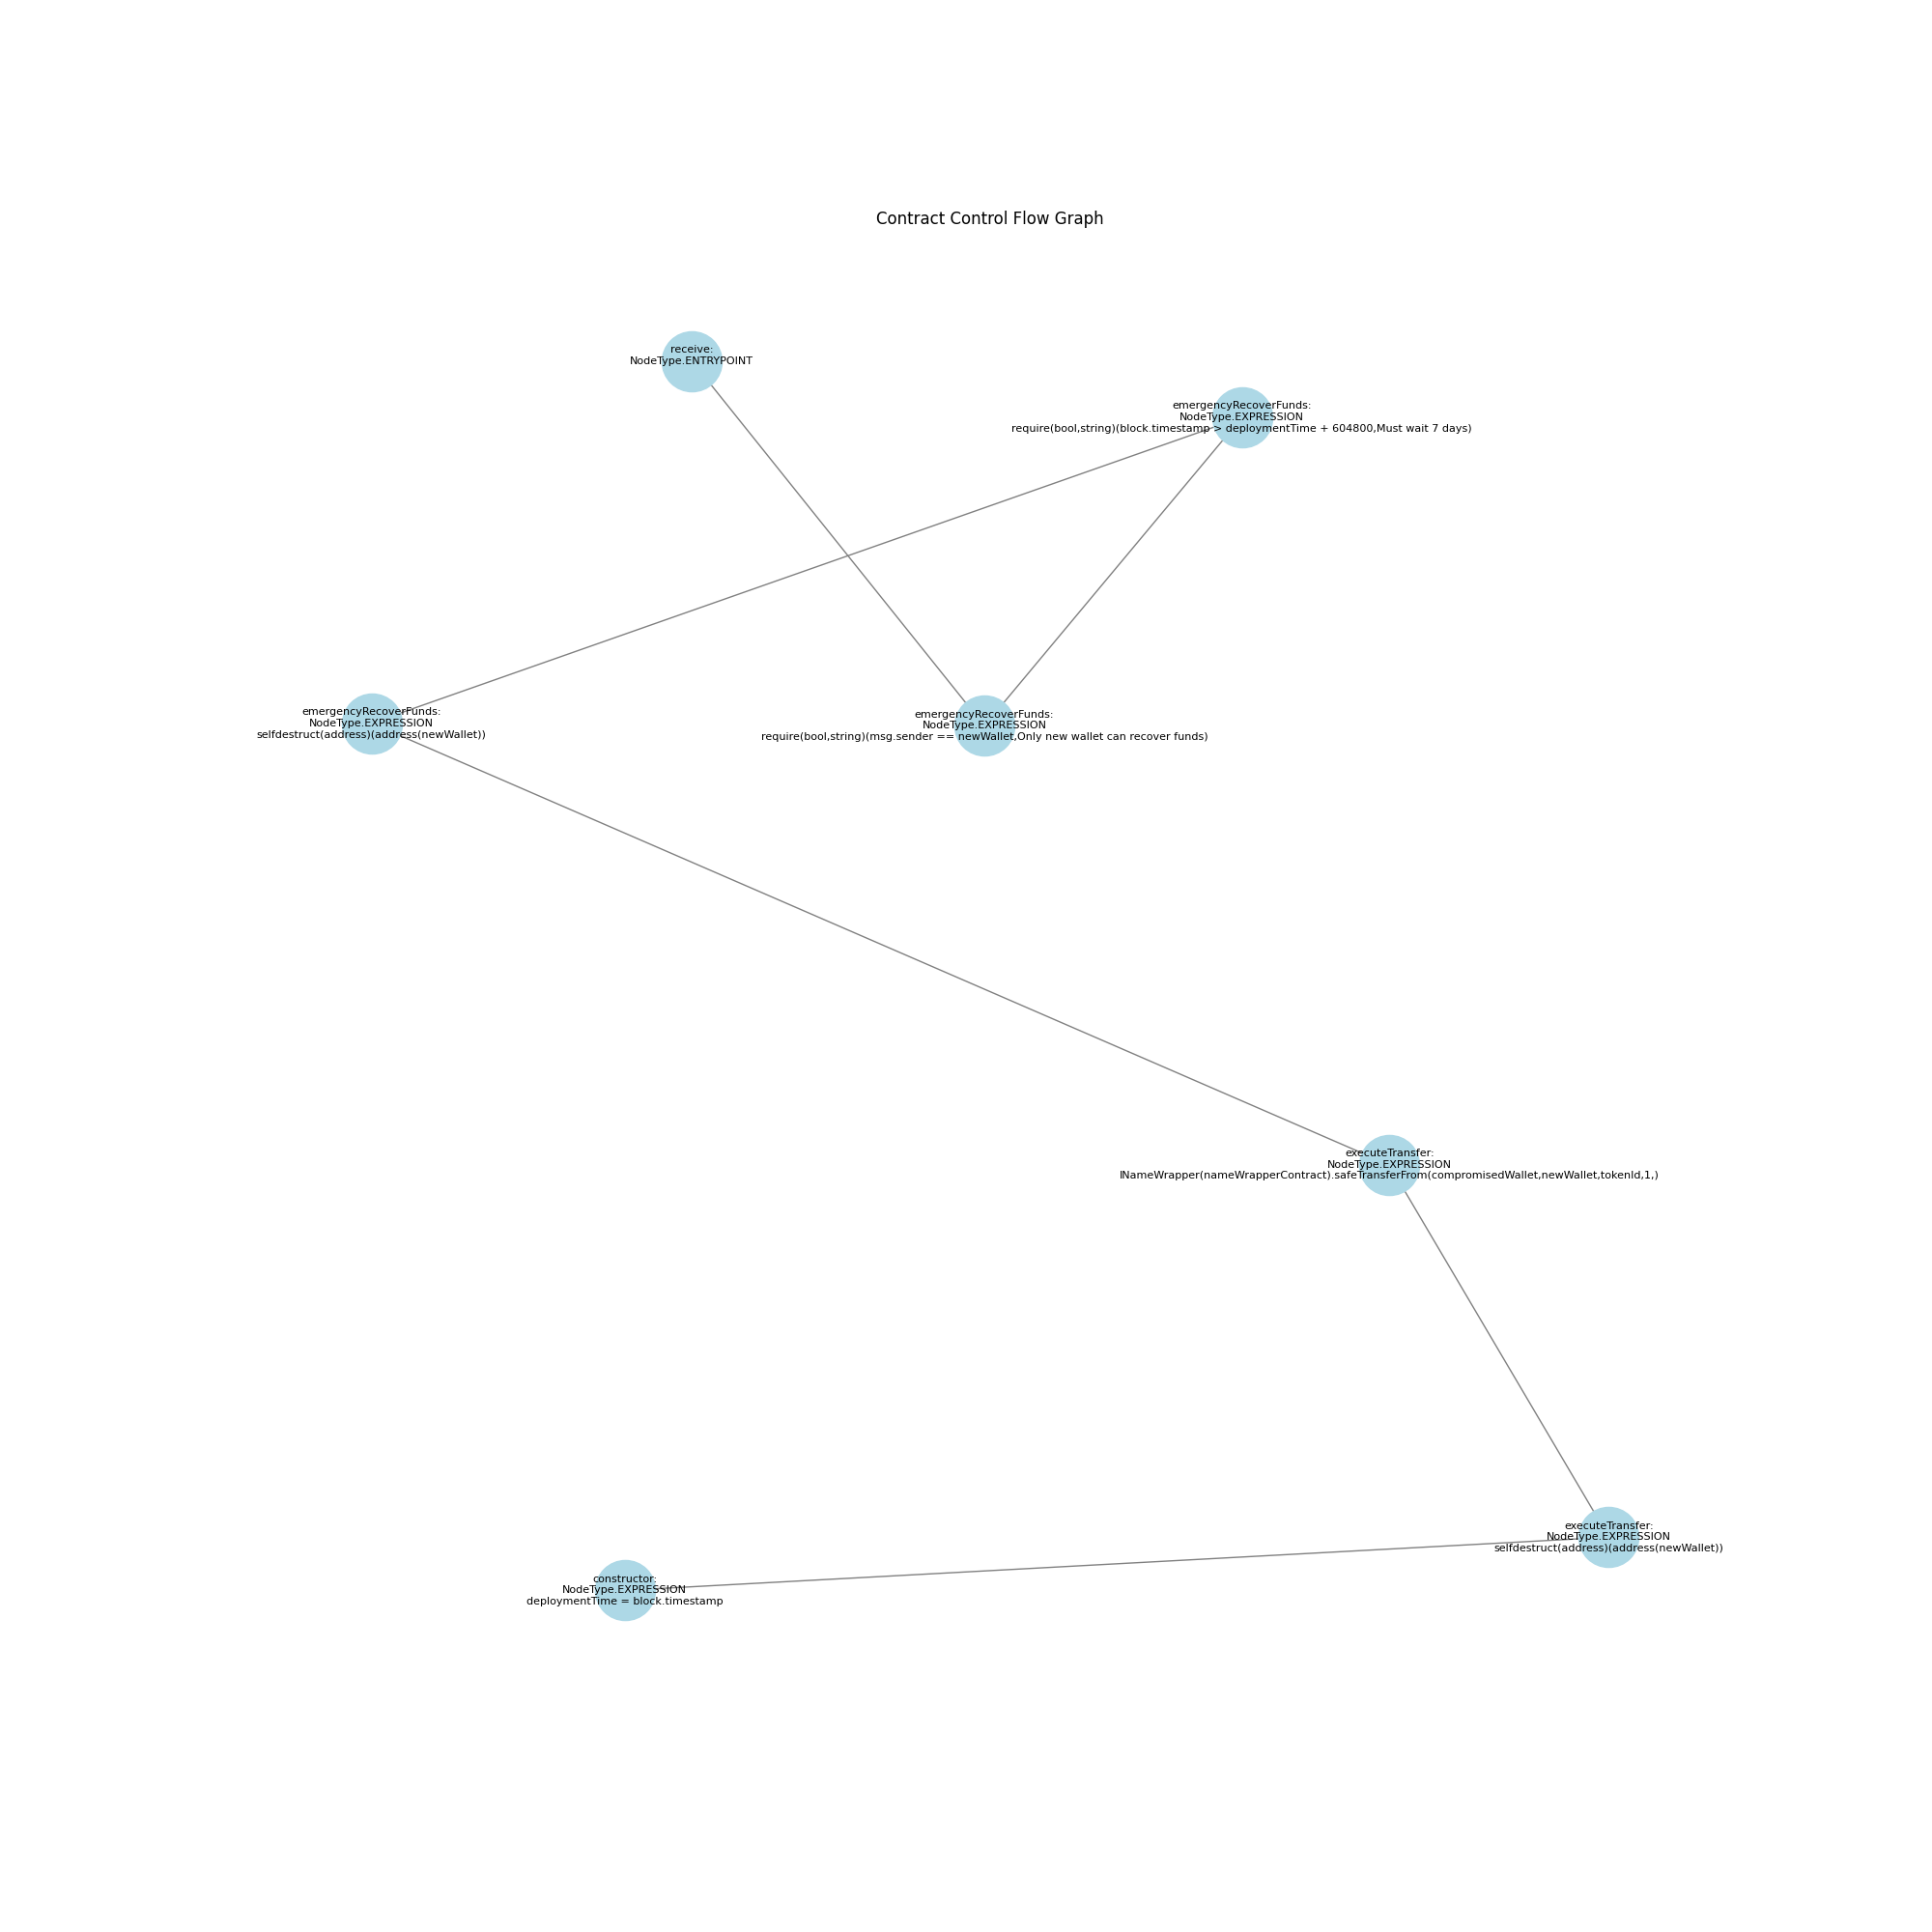 Contract Control Flow Graph
receive:
NodeType.ENTRYPOINT
emergencyRecoverFunds:
NodeType.EXPRESSION
require(bool,string)(block.timestamp > deploymentTime + 604800,Must wait 7 days)
emergencyRecoverFunds:
NodeType.EXPRESSION
selfdestruct(address)(address(newWallet))
emergencyRecoverFunds:
NodeType.EXPRESSION
require(bool,string)(msg.sender == newWallet,Only new wallet can recover funds)
executeTransfer:
NodeType.EXPRESSION
INameWrapper(nameWrapperContract).safeTransferFrom(compromisedWallet,newWallet,tokenId,1,)
executeTransfer:
NodeType.EXPRESSION
selfdestruct(address)(address(newWallet))
constructor:
NodeType.EXPRESSION
deploymentTime = block.timestamp